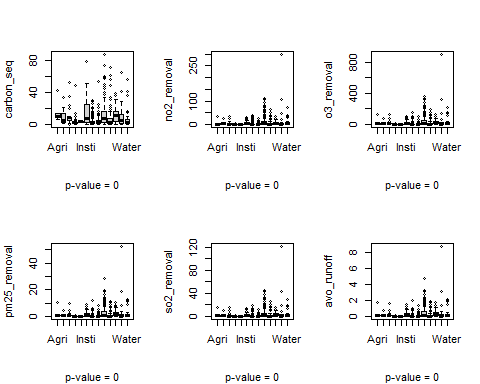 carbon_seq
0
40
80
Agri
Insti
Water
p-value = 0
no2_removal
0
100
250
Agri
Insti
Water
p-value = 0
o3_removal
0
400
800
Agri
Insti
Water
p-value = 0
pm25_removal
0
20
40
Agri
Insti
Water
p-value = 0
so2_removal
0
40
80
120
Agri
Insti
Water
p-value = 0
avo_runoff
0
2
4
6
8
Agri
Insti
Water
p-value = 0